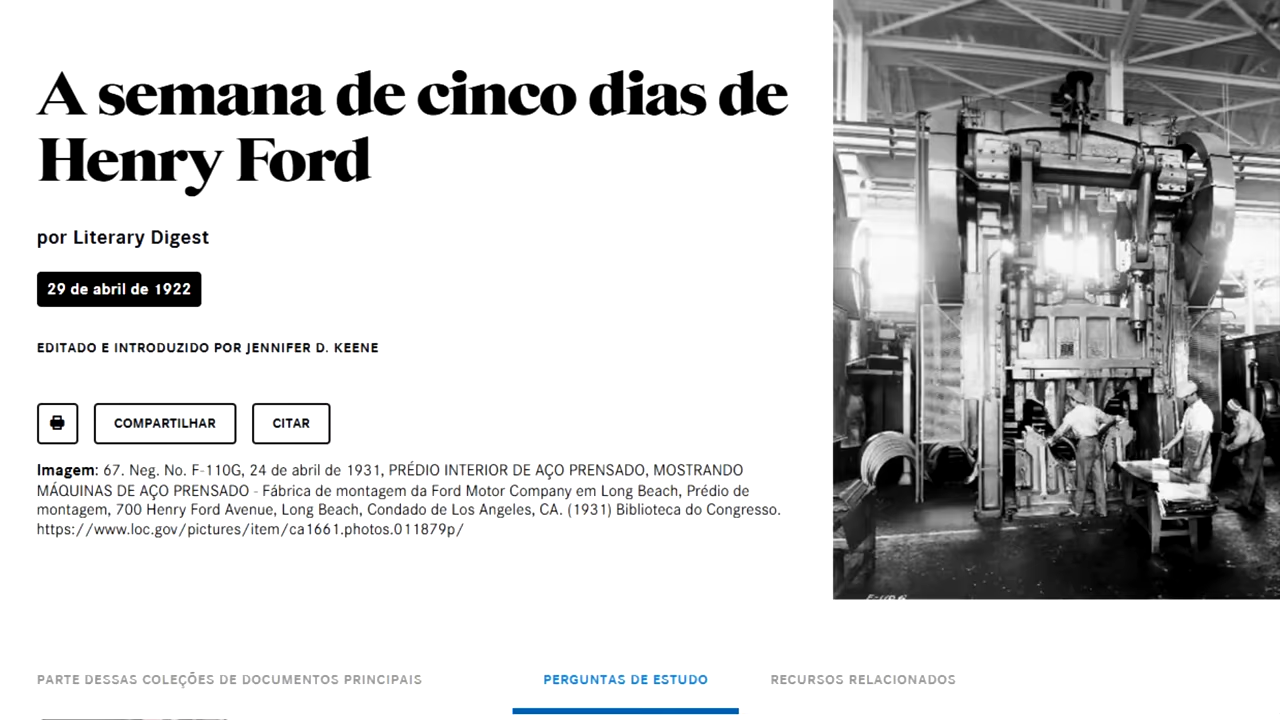 A semana de cinco dias de
Henry Ford
por Literary Digest
29 de abril de 1922
EDITADO E INTRODUZIDO POR JENNIFER D. KEENE
COMPARTILHAR
CITAR
Imagem: 67. Neg. No. F-110G, 24 de abril de 1931, PRÉDIO INTERIOR DE AÇO PRENSADO, MOSTRANDO
MÁQUINAS DE AÇO PRENSADO - Fábrica de montagem da Ford Motor Company em Long Beach, Prédio de
montagem, 700 Henry Ford Avenue, Long Beach, Condado de Los Angeles, CA. (1931) Biblioteca do Congresso.
https://www.loc.gov/pictures/item/ca1661.photos.011879p/
PARTE DESSAS COLEÇÕES DE DOCUMENTOS PRINCIPAIS
PERGUNTAS DE ESTUDO
RECURSOS RELACIONADOS